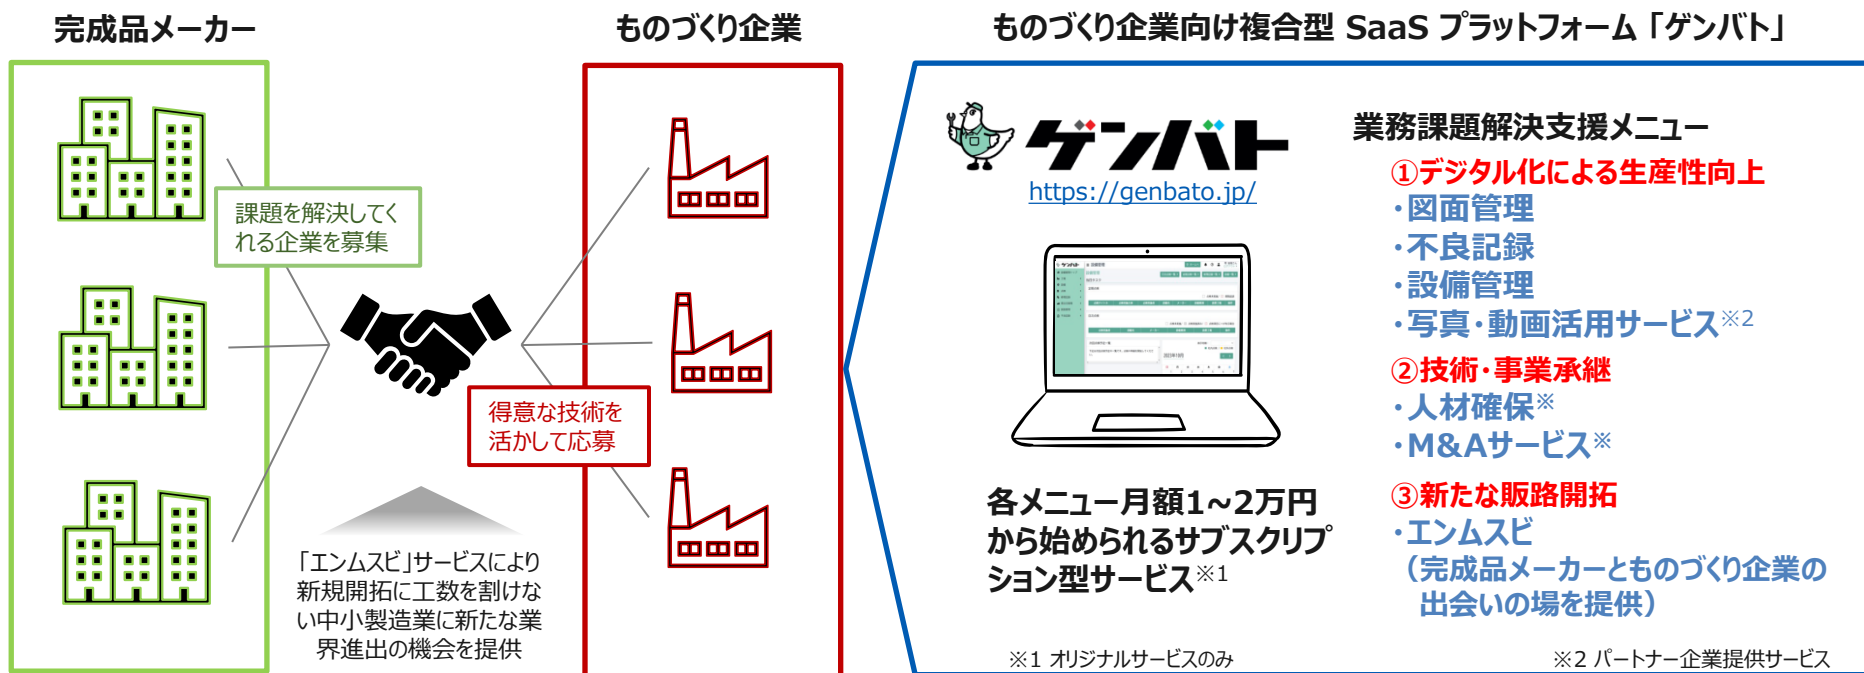 完成品メーカー
ものづくり企業
ものづくり企業向け複合型 SaaS プラットフォーム「ゲンバト」
課題を解決してく
れる企業を募集
得意な技術を
活かして応募
「エンムスビ」サービスにより
新規開拓に工数を割けな
い中小製造業に新たな業
界進出の機会を提供
ゲンバト
https://genbato.jp/
各メニュー月額1~2万円
から始められるサブスクリプ
ション型サービス※1
※1 オリジナルサービスのみ
業務課題解決支援メニュー
①デジタル化による生産性向上
・図面管理
・不良記録
・設備管理
・写真・動画活用サービス※2
②技術・事業承継
・人材確保※
・M&Aサービス※
③新たな販路開拓
・エンムスビ
（完成品メーカーとものづくり企業の
出会いの場を提供）
※2 パートナー企業提供サービス